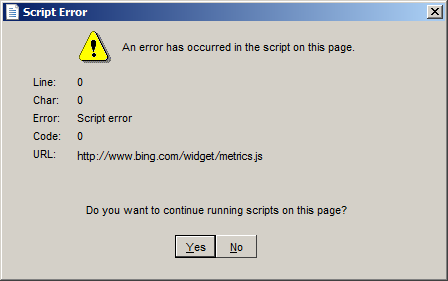 Script Error
An error has occurred in the script on this page.
Line: 0
Char: 0
Error: Script error
Code: 0
URL: http://www.bing.com/widget/metrics.js
Do you want to continue running scripts on this page?
Yes No